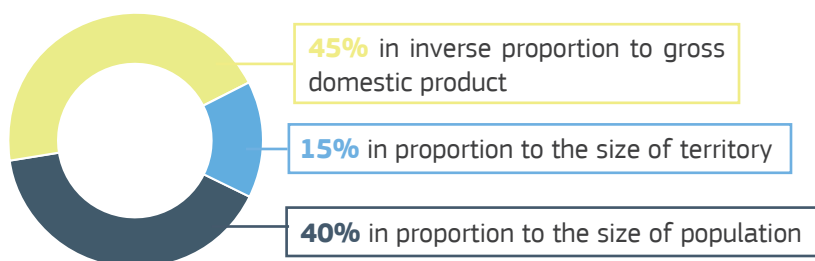 45% in inverse proportion to gross
domestic product
15% in proportion to the size of territory
40% in proportion to the size of population